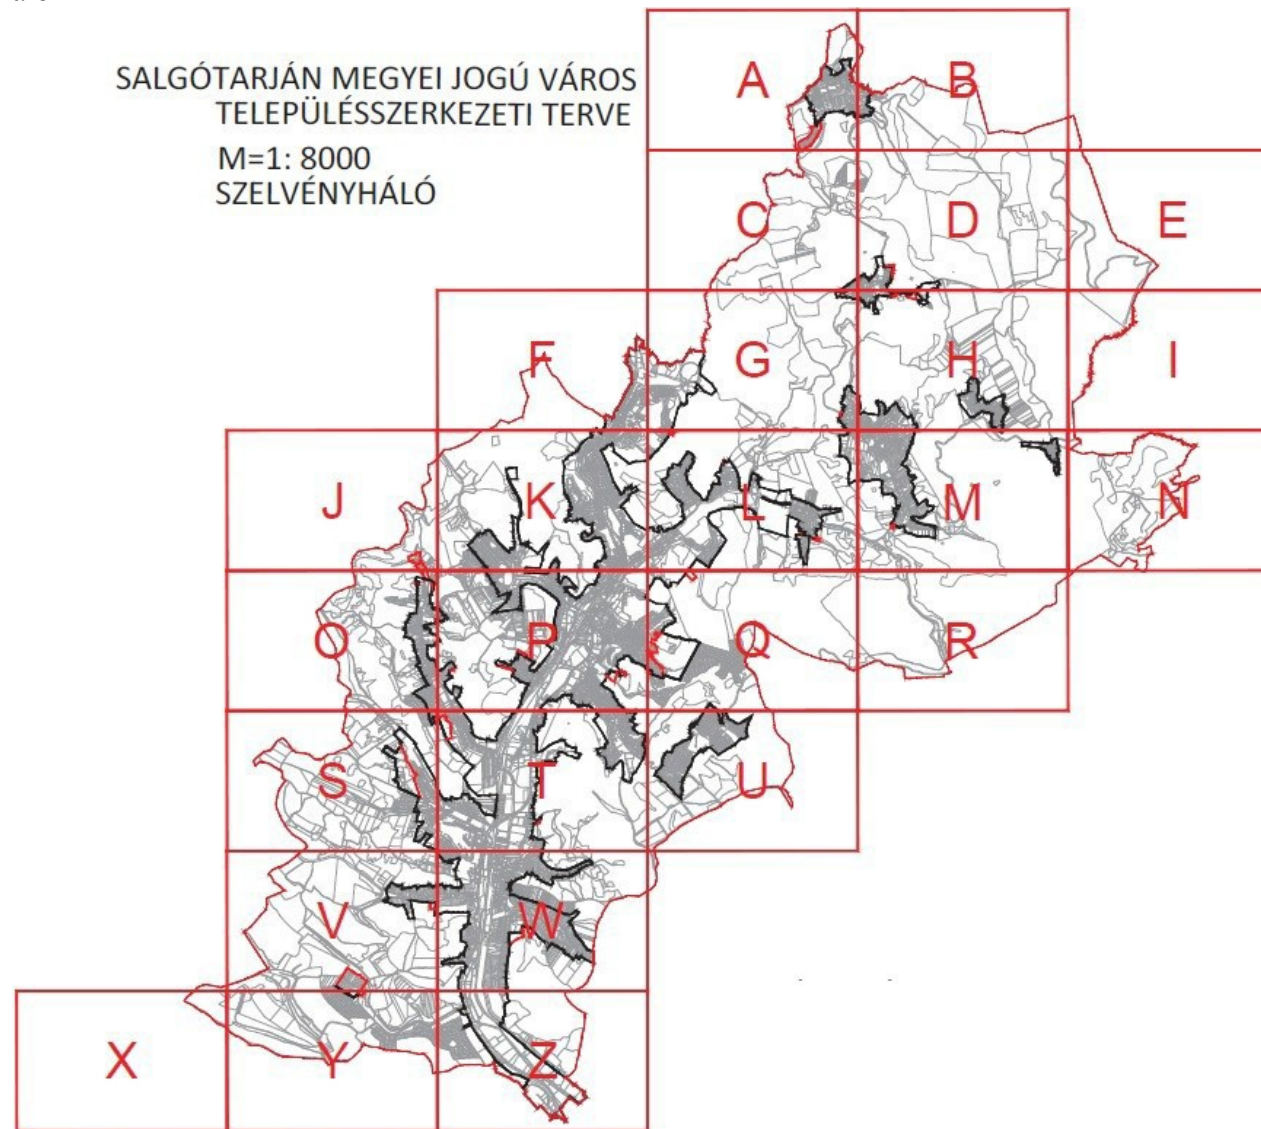 SALGÓTARJÁN MEGYEI JOGÚ VÁROS
TELEPÜLÉSSZERKEZETI TERVE
M=1: 8000
SZELVÉNYHÁLÓ
A B
C D E
F G H I
J K L M N
O P Q R
S T U
V W
X Y Z